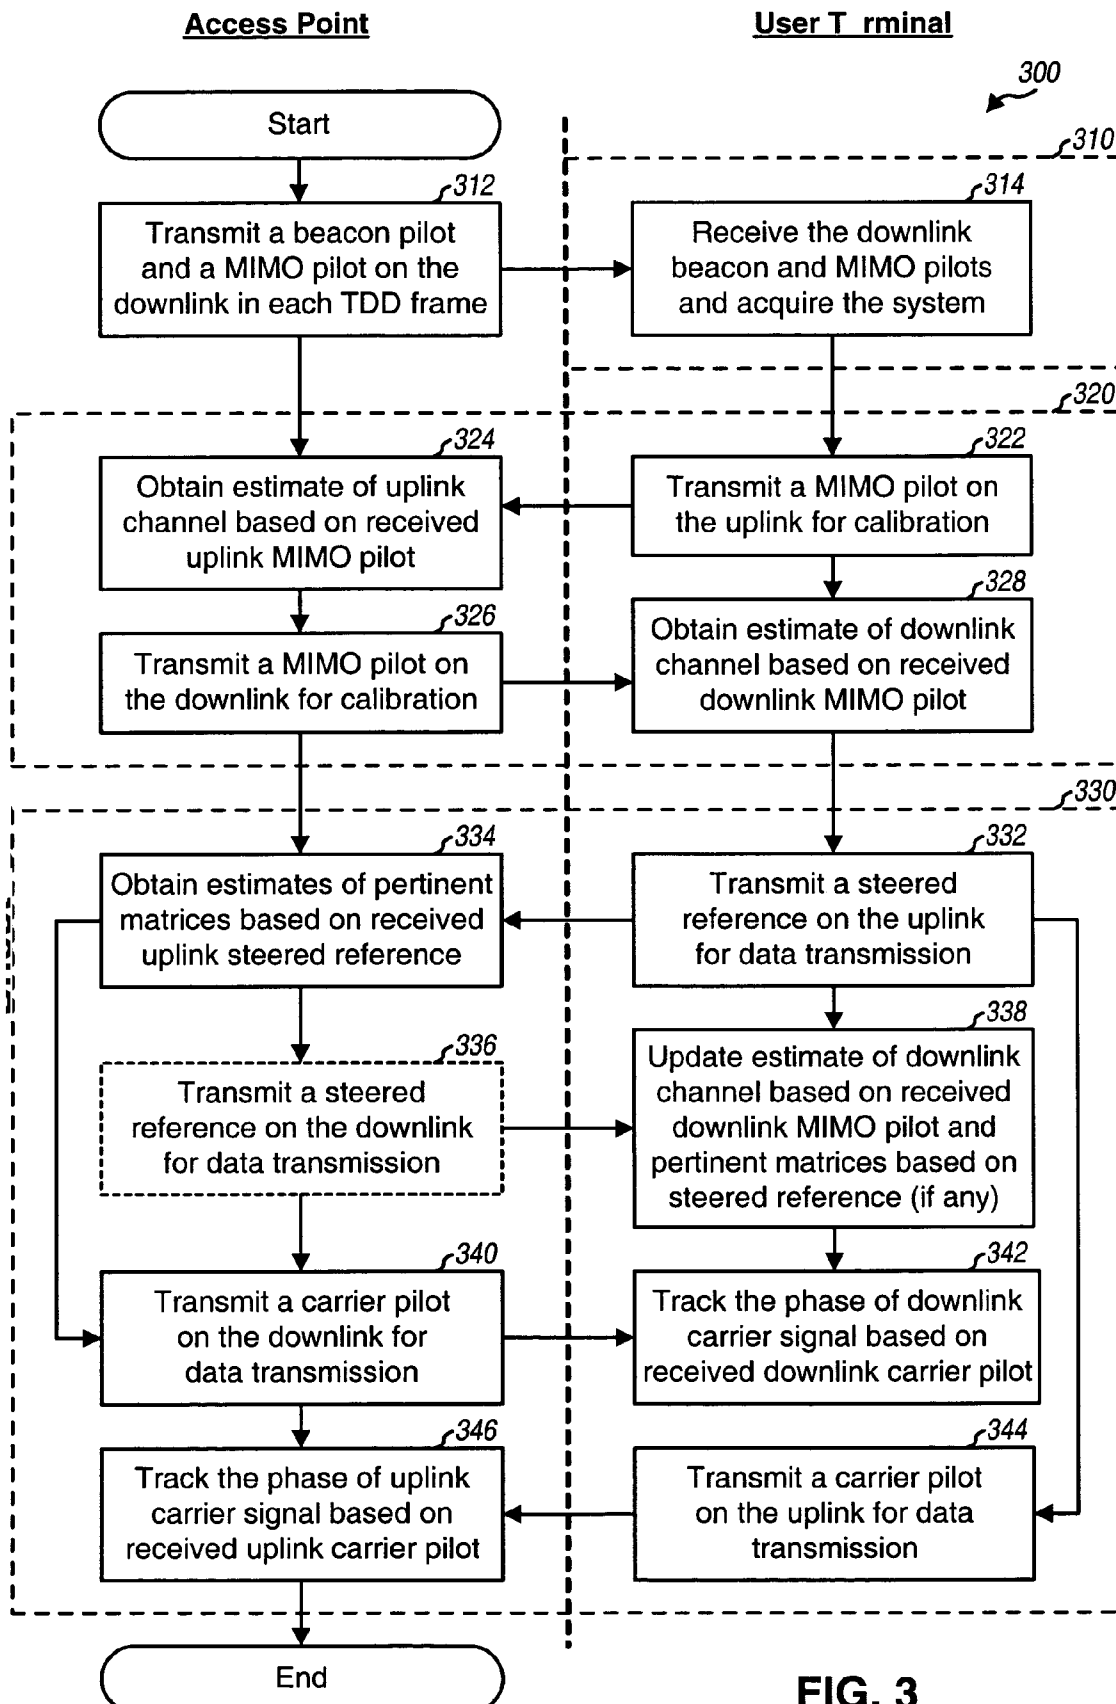 Access Point
User T rminal
300
Start
310
312
Transmit a beacon pilot
and a MIMO pilot on the
downlink in each TDD frame
314
Receive the downlink
beacon and MIMO pilots
and acquire the system
320
324
Obtain estimate of uplink
channel based on received
uplink MIMO pilot
322
Transmit a MIMO pilot on
the uplink for calibration
326
Transmit a MIMO pilot on
the downlink for calibration
328
Obtain estimate of downlink
channel based on received
downlink MIMO pilot
330
334
Obtain estimates of pertinent
matrices based on received
uplink steered reference
332
Transmit a steered
reference on the uplink
for data transmission
336
Transmit a steered
reference on the downlink
for data transmission
338
Update estimate of downlink
channel based on received
downlink MIMO pilot and
pertinent matrices based on
steered reference (if any)
340
Transmit a carrier pilot
on the downlink for
data transmission
342
Track the phase of downlink
carrier signal based on
received downlink carrier pilot
346
Track the phase of uplink
carrier signal based on
received uplink carrier pilot
344
Transmit a carrier pilot
on the uplink for data
transmission
End
FIG. 3